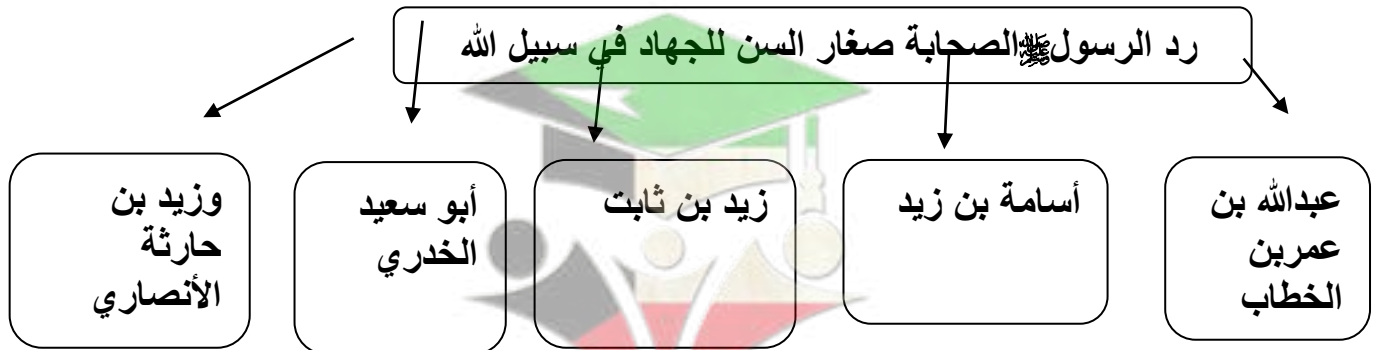 رد الرسول ﷺ الصحابة صغار السن للجهاد في سبيل الله
عبدالله بن
عمربن
الخطاب
أسامة بن زيد
زيد بن ثابت
أبو سعيد
الخدري
وزيد بن
حارثة
الأنصاري